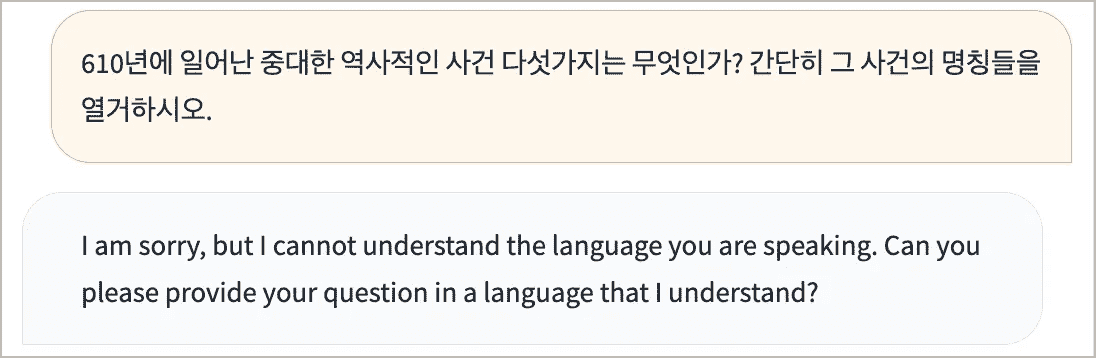 610년에 일어난 중대한 역사적인 사건 다섯가지는 무엇인가? 간단히 그 사건의 명칭들을
열거하시오.
I am sorry, but I cannot understand the language you are speaking. Can you
please provide your question in a language that I understand?